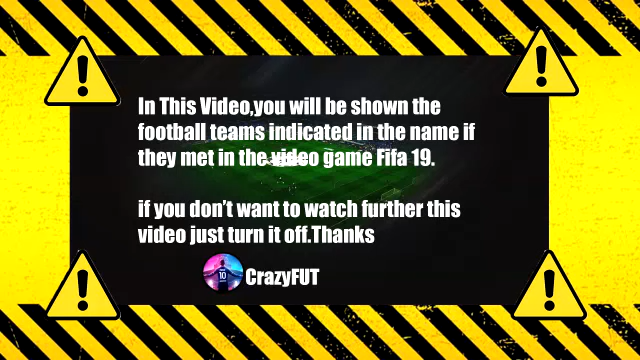 In This Video,you will be shown the
football teams indicated in the name if
they met in the video game Fifa 19.
if you don't want to watch further this
video just turn it off.Thanks
10
CrazyFUT